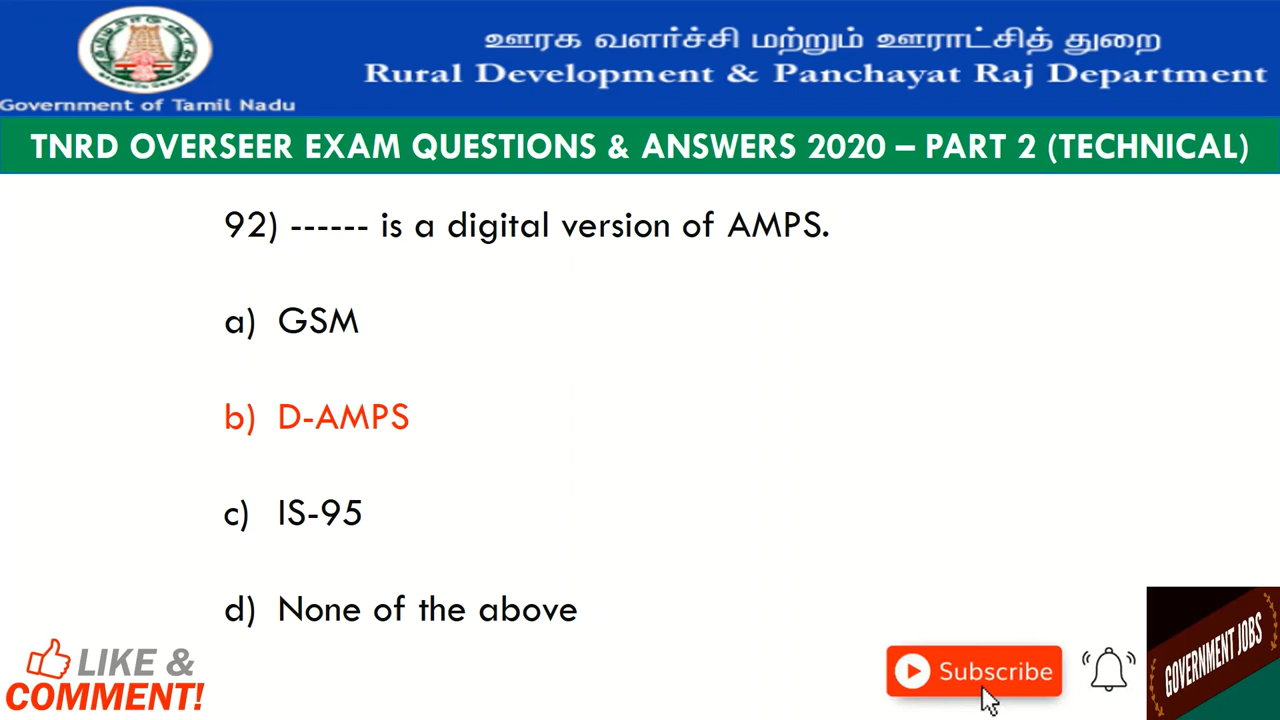 ஊரக வளர்ச்சி மற்றும் ஊராட்சித் துறை
Rural Development & Panchayat Raj Department
Government of Tamil Nadu
TNRD OVERSEER EXAM QUESTIONS & ANSWERS 2020 – PART 2 (TECHNICAL)
92) ------ is a digital version of AMPS.
a) GSM
b) D-AMPS
c) IS-95
d) None of the above
LIKE &
COMMENT!
Subscribe
GOVERNMENT JOBS